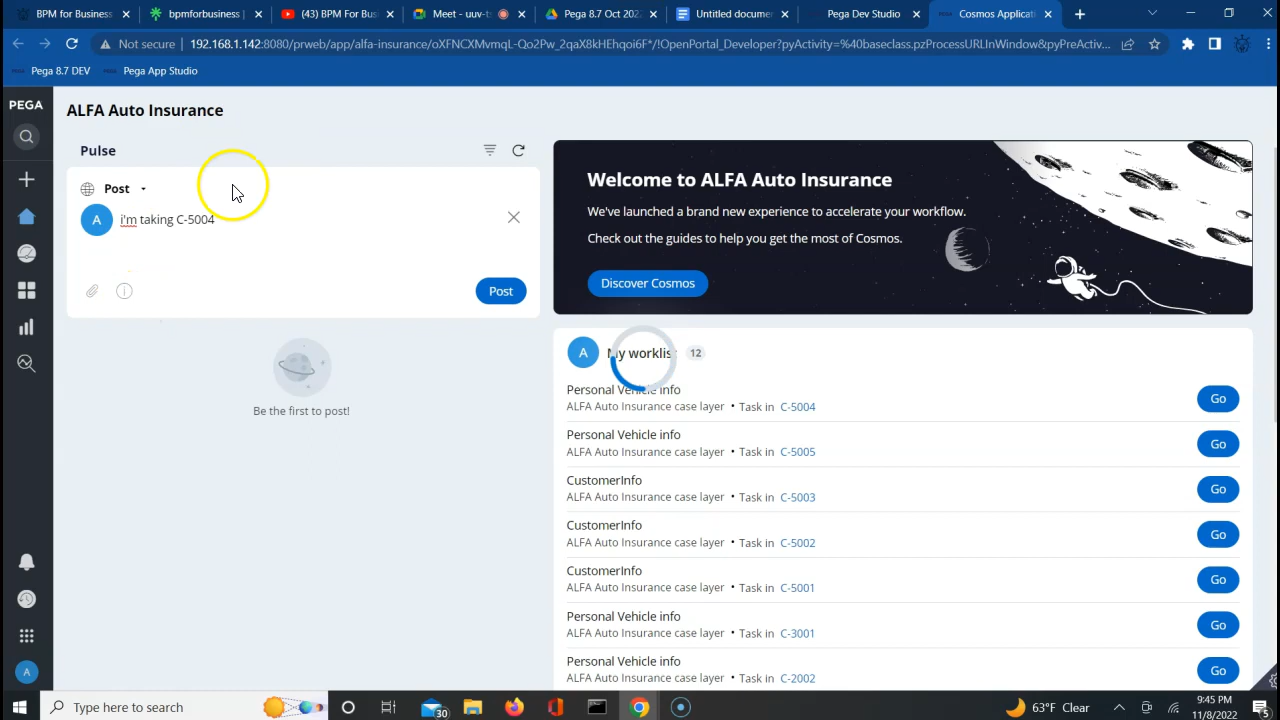 BPM for Business
bpmforbusiness |
(43) BPM For Bus
Meet - uuv-t
Pega 8.7 Oct 202
Untitled docume
Pega Dev Studio
Cosmos Applicati
Not secure
192.168.1.142:8080/prweb/app/alfa-insurance/oXFNCXMvmqL-Qo2Pw_2qaX8kHEhqoi6F*/!OpenPortal_Developer?pyActivity=%40baseclass.pzProcessURLInWindow&pyPreActiv...
Pega 8.7 DEV
Pega App Studio
PEGA
ALFA Auto Insurance
Pulse
Post
A
i'm taking C-5004
Post
Be the first to post!
Welcome to ALFA Auto Insurance
We've launched a brand new experience to accelerate your workflow.
Check out the guides to help you get the most of Cosmos.
Discover Cosmos
A
My worklist
12
Personal Vehicle info
ALFA Auto Insurance case layer • Task in C-5004
Go
Personal Vehicle info
ALFA Auto Insurance case layer • Task in C-5005
Go
CustomerInfo
ALFA Auto Insurance case layer • Task in C-5003
Go
CustomerInfo
ALFA Auto Insurance case layer • Task in C-5002
Go
CustomerInfo
ALFA Auto Insurance case layer • Task in C-5001
Go
Personal Vehicle info
ALFA Auto Insurance case layer • Task in C-3001
Go
Personal Vehicle info
ALFA Auto Insurance case layer • Task in C-2002
Go
A
Type here to search
30
63°F Clear
9:45 PM
11/8/2022
5